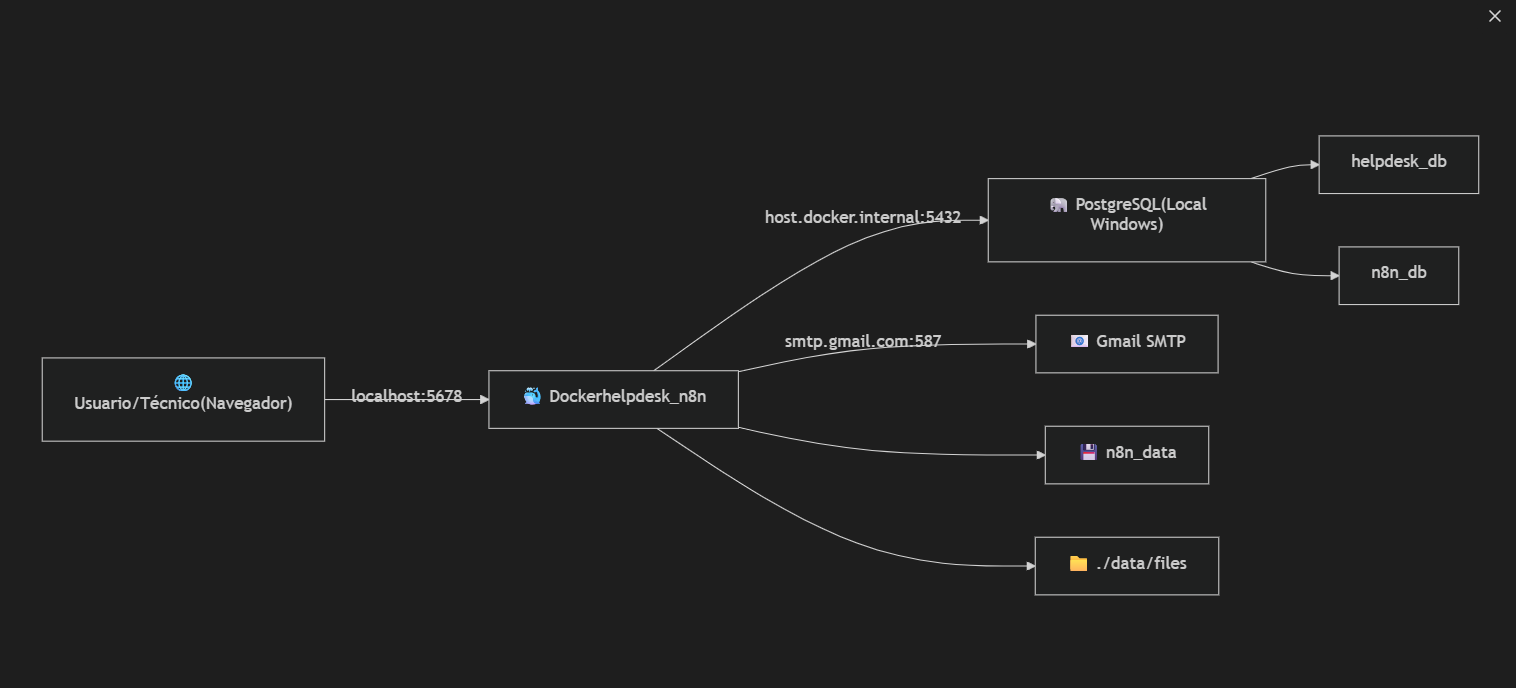 helpdesk_db
PostgreSQL(Local
Windows)
host.docker.internal:5432
n8n_db
smtp.gmail.com:587
Gmail SMTP
localhost:5678
Dockerhelpdesk_n8n
Usuario/Técnico(Navegador)
n8n_data
./data/files